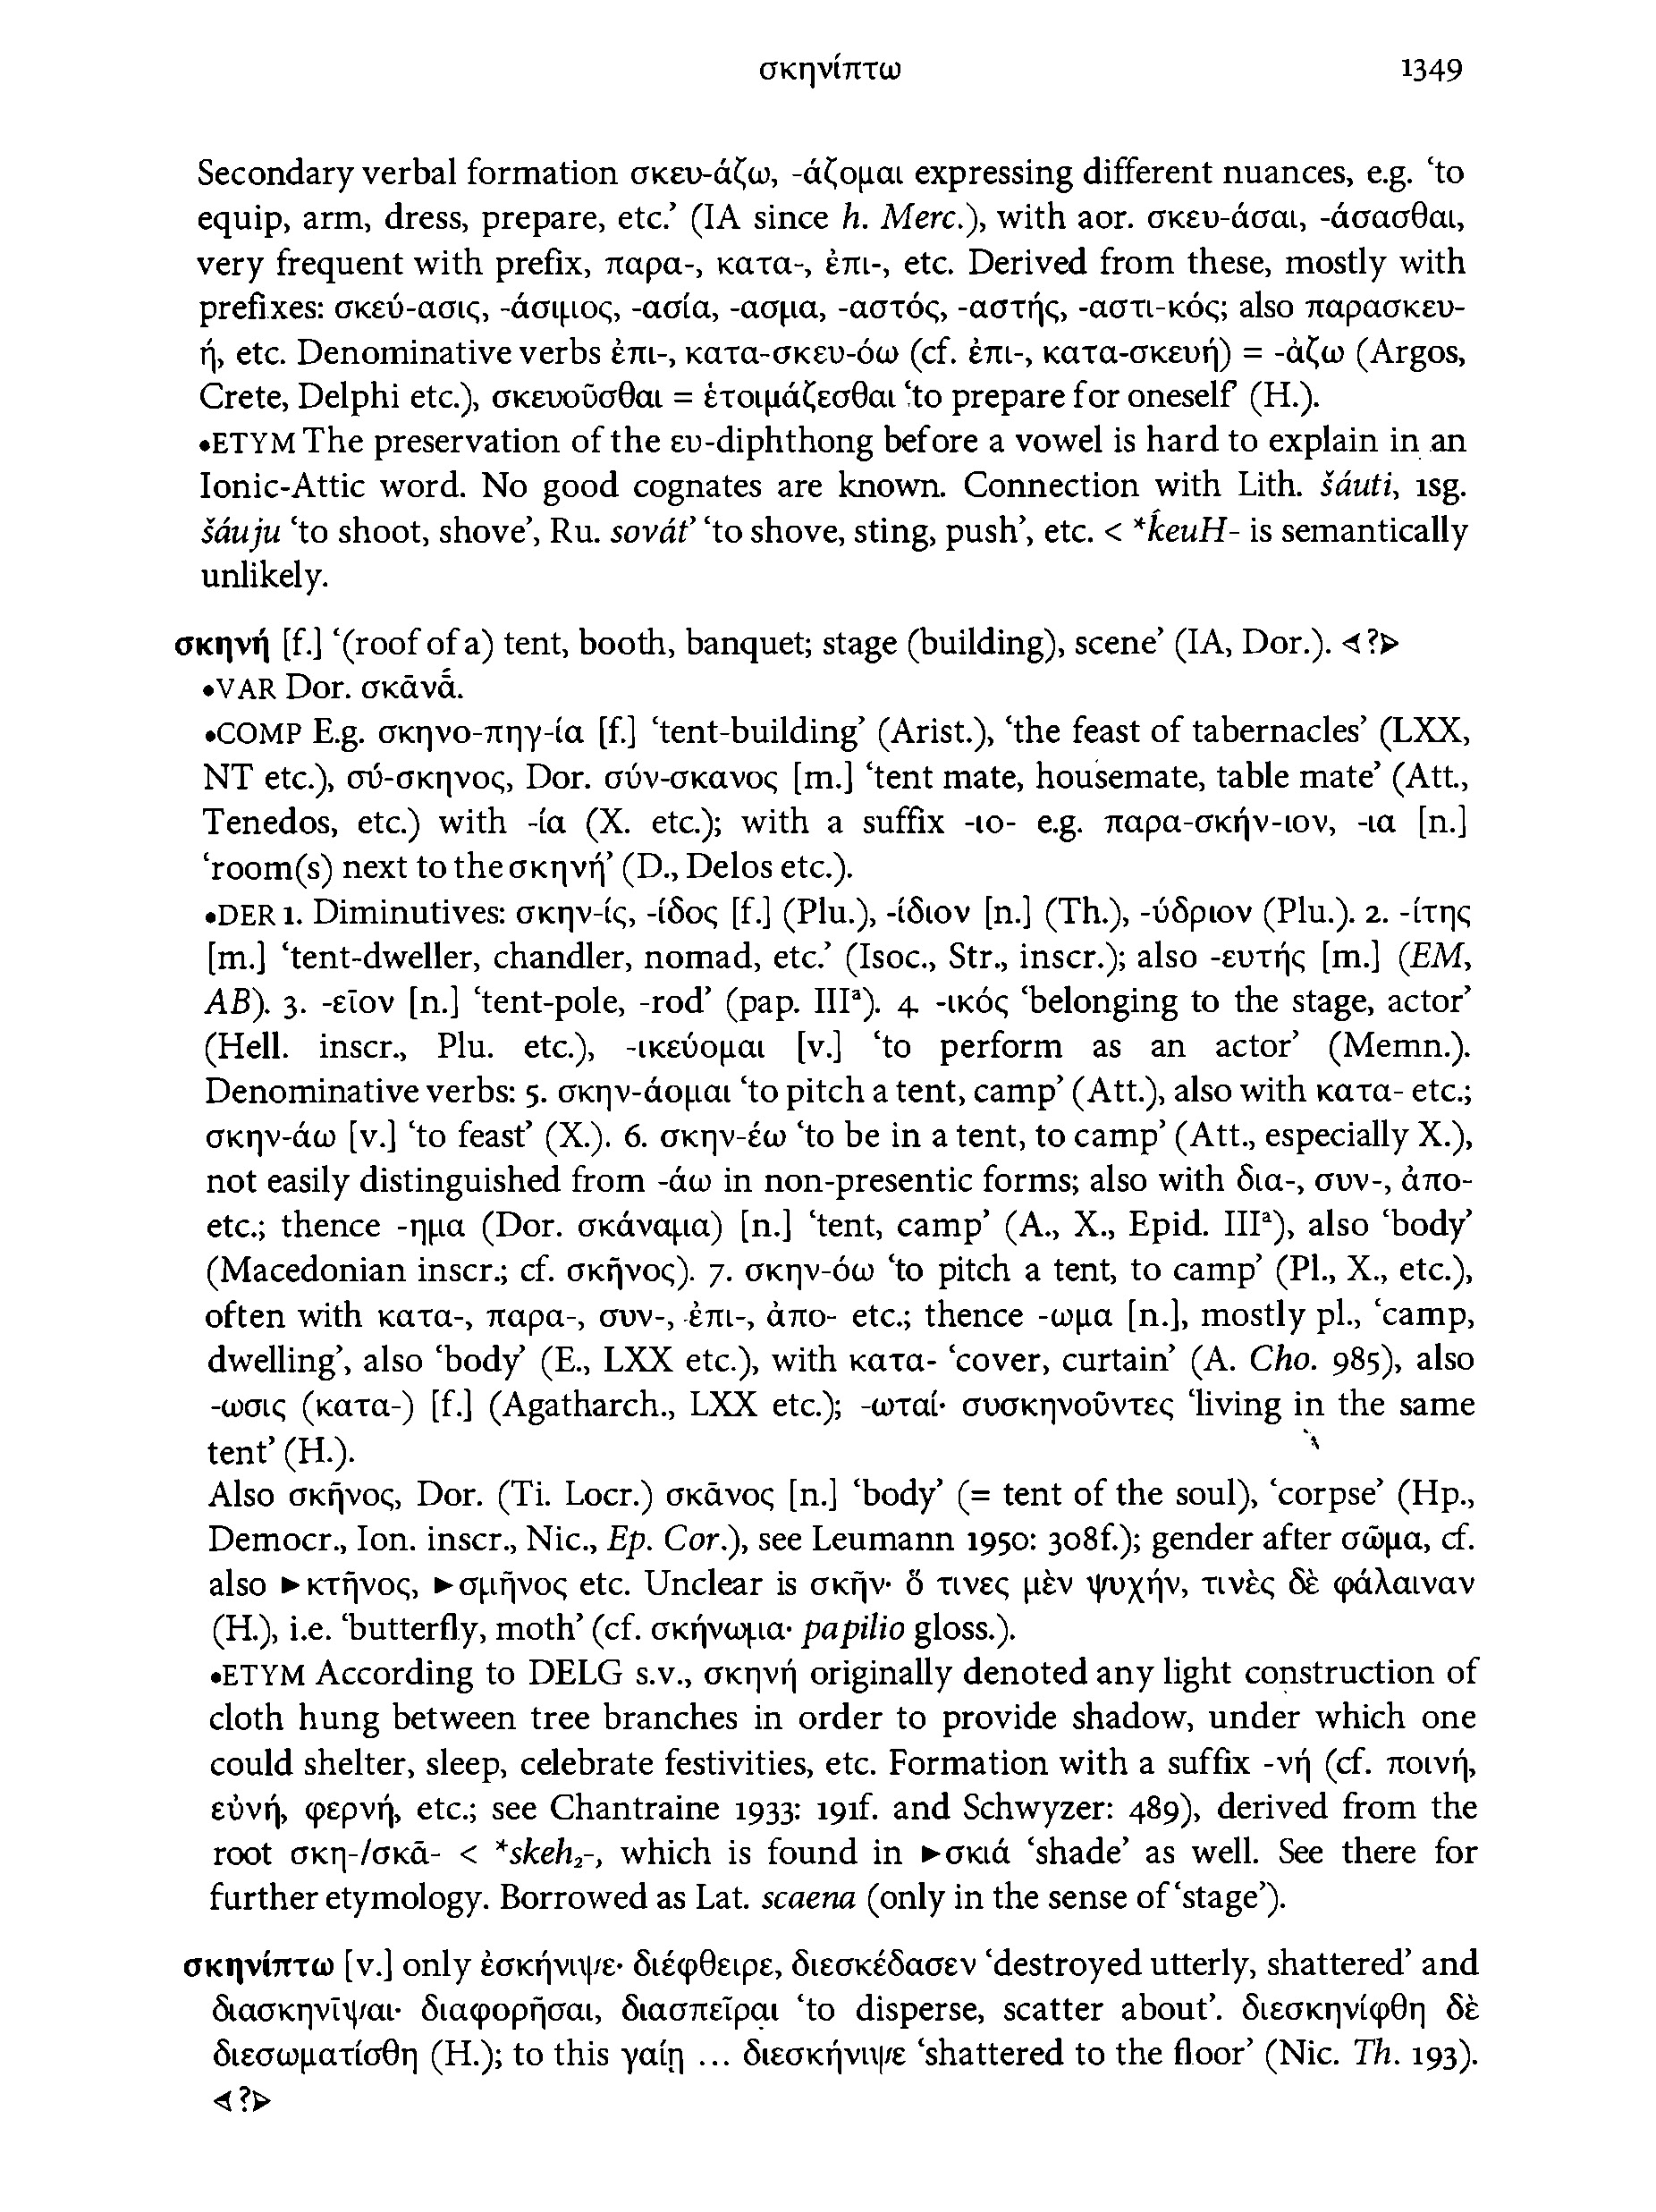 σκηνίπτω 1349
Secondary verbal formation σκευ-άζω, -άζομαι expressing different nuances, e.g. ‘to
equip, arm, dress, prepare, etc.’ (IA since h. Merc.), with aor. σκευ-άσαι, -άσασθαι,
very frequent with prefix, παρα-, κατα-, ἐπι-, etc. Derived from these, mostly with
prefixes: σκεύ-ασις, -άσιμος, -ασία, -ασμα, -αστός, -αστής, -αστι-κός; also παρασκευ-
ή, etc. Denominative verbs ἐπι-, κατα-σκευ-όω (cf. ἐπι-, κατα-σκευή) = -άζω (Argos,
Crete, Delphi etc.), σκευοῦσθαι = ἑτοιμάζεσθαι ‘to prepare for oneself’ (H.).
•ETYM The preservation of the ευ-diphthong before a vowel is hard to explain in an
Ionic-Attic word. No good cognates are known. Connection with Lith. šáuti, 1sg.
šáuju ‘to shoot, shove’, Ru. sovát’ ‘to shove, sting, push’, etc. < *ḱeuH- is semantically
unlikely.
σκηνή [f.] ‘(roof of a) tent, booth, banquet; stage (building), scene’ (IA, Dor.). ⊲?⊳
•VAR Dor. σκᾱνᾱ́.
•COMP E.g. σκηνο-πηγ-ία [f.] ‘tent-building’ (Arist.), ‘the feast of tabernacles’ (LXX,
NT etc.), σύ-σκηνος, Dor. σύν-σκανος [m.] ‘tent mate, housemate, table mate’ (Att.,
Tenedos, etc.) with -ία (X. etc.); with a suffix -ιο- e.g. παρα-σκήν-ιον, -ια [n.]
‘room(s) next to the σκηνή’ (D., Delos etc.).
•DER 1. Diminutives: σκην-ίς, -ίδος [f.] (Plu.), -ίδιον [n.] (Th.), -ύδριον (Plu.). 2. -ίτης
[m.] ‘tent-dweller, chandler, nomad, etc.’ (Isoc., Str., inscr.); also -ευτής [m.] (EM,
AB). 3. -εῖον [n.] ‘tent-pole, -rod’ (pap. IIIᵃ). 4 -ικός ‘belonging to the stage, actor’
(Hell. inscr., Plu. etc.), -ικεύομαι [v.] ‘to perform as an actor’ (Memn.).
Denominative verbs: 5. σκην-άομαι ‘to pitch a tent, camp’ (Att.), also with κατα- etc.;
σκην-άω [v.] ‘to feast’ (X.). 6. σκην-έω ‘to be in a tent, to camp’ (Att., especially X.),
not easily distinguished from -άω in non-presentic forms; also with δια-, συν-, ἀπο-
etc.; thence -ημα (Dor. σκάναμα) [n.] ‘tent, camp’ (A., X., Epid. IIIᵃ), also ‘body’
(Macedonian inscr.; cf. σκῆνος). 7. σκην-όω ‘to pitch a tent, to camp’ (Pl., X., etc.),
often with κατα-, παρα-, συν-, ἐπι-, ἀπο- etc.; thence -ωμα [n.], mostly pl., ‘camp,
dwelling’, also ‘body’ (E., LXX etc.), with κατα- ‘cover, curtain’ (A. Cho. 985), also
-ωσις (κατα-) [f.] (Agatharch., LXX etc.); -ωταί· συσκηνοῦντες ‘living in the same
tent’ (H.).
Also σκῆνος, Dor. (Ti. Locr.) σκᾶνος [n.] ‘body’ (= tent of the soul), ‘corpse’ (Hp.,
Democr., Ion. inscr., Nic., Ep. Cor.), see Leumann 1950: 308f.); gender after σῶμα, cf.
also ►κτῆνος, ►σμῆνος etc. Unclear is σκῆν· ὅ τινες μὲν ψυχήν, τινὲς δὲ φάλαιναν
(H.), i.e. ‘butterfly, moth’ (cf. σκήνωμα· papilio gloss.).
•ETYM According to DELG s.v., σκηνή originally denoted any light construction of
cloth hung between tree branches in order to provide shadow, under which one
could shelter, sleep, celebrate festivities, etc. Formation with a suffix -νή (cf. ποινή,
εὐνή, φερνή, etc.; see Chantraine 1933: 191f. and Schwyzer: 489), derived from the
root σκη-/σκᾱ- < *skeh₂-, which is found in ►σκιά ‘shade’ as well. See there for
further etymology. Borrowed as Lat. scaena (only in the sense of ‘stage’).
σκηνίπτω [v.] only ἐσκήνιψε· διέφθειρε, διεσκέδασεν ‘destroyed utterly, shattered’ and
διασκηνῖψαι· διαφορῆσαι, διασπεῖραι ‘to disperse, scatter about’. διεσκηνίφθη δὲ
διεσωματίσθη (H.); to this γαίῃ ... διεσκήνιψε ‘shattered to the floor’ (Nic. Th. 193).
⊲?⊳